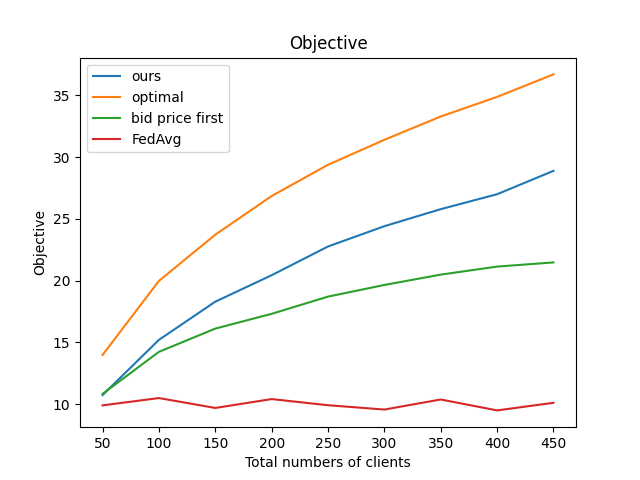 Objective
ours
optimal
bid price first
FedAvg
Objective
35
30
25
20
15
10
50 100 150 200 250 300 350 400 450
Total numbers of clients